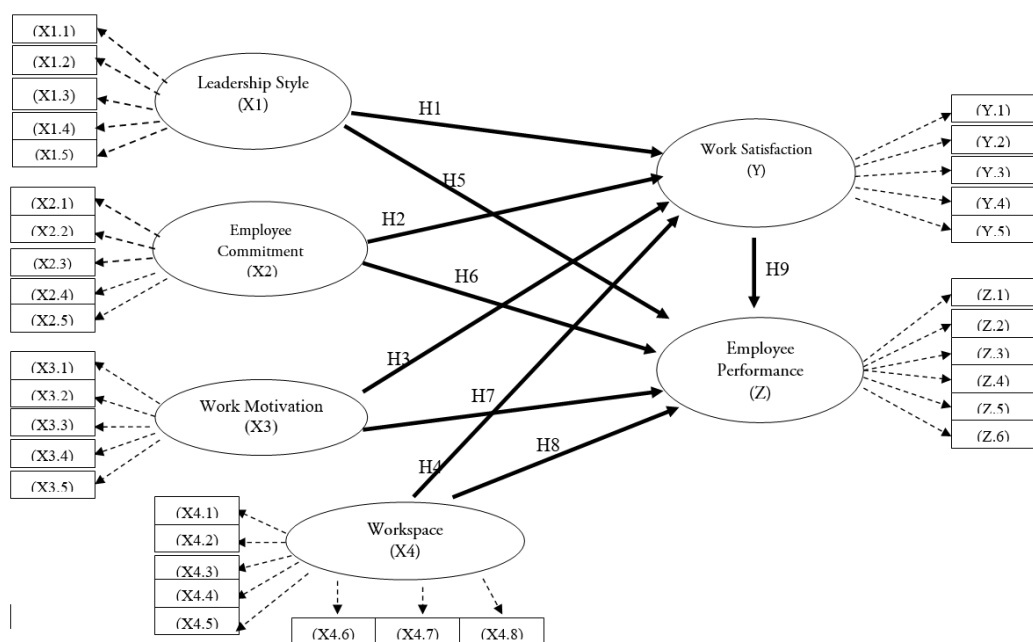 (X1.1)
(X1.2)
(X1.3)
(X1.4)
(X1.5)
Leadership Style
(X1)
H1
H5
Work Satisfaction
(Y)
(Y.1)
(Y.2)
(Y.3)
(Y.4)
(Y.5)
(X2.1)
(X2.2)
(X2.3)
(X2.4)
(X2.5)
Employee
Commitment
(X2)
H2
H6
H9
(X3.1)
(X3.2)
(X3.3)
(X3.4)
(X3.5)
Work Motivation
(X3)
H3
H7
Employee
Performance
(Z)
(Z.1)
(Z.2)
(Z.3)
(Z.4)
(Z.5)
(Z.6)
H4
H8
(X4.1)
(X4.2)
(X4.3)
(X4.4)
(X4.5)
Workspace
(X4)
(X4.6)
(X4.7)
(X4.8)